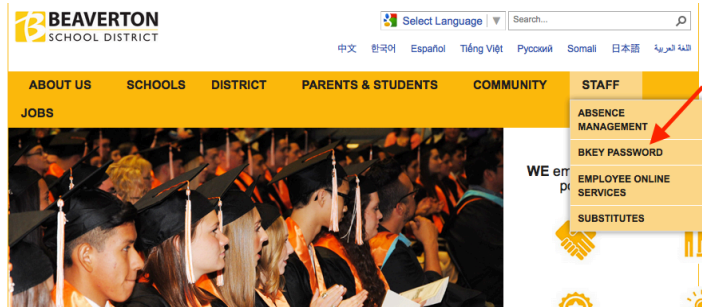 BEAVERTON
SCHOOL DISTRICT
Select Language ▼
Search...
中文 한국어 Español Tiếng Việt Русский Somali 日本語 اللغة العربية
ABOUT US SCHOOLS DISTRICT PARENTS & STUDENTS COMMUNITY STAFF
JOBS
ABSENCE
MANAGEMENT
BKEY PASSWORD
EMPLOYEE ONLINE
SERVICES
SUBSTITUTES
WE